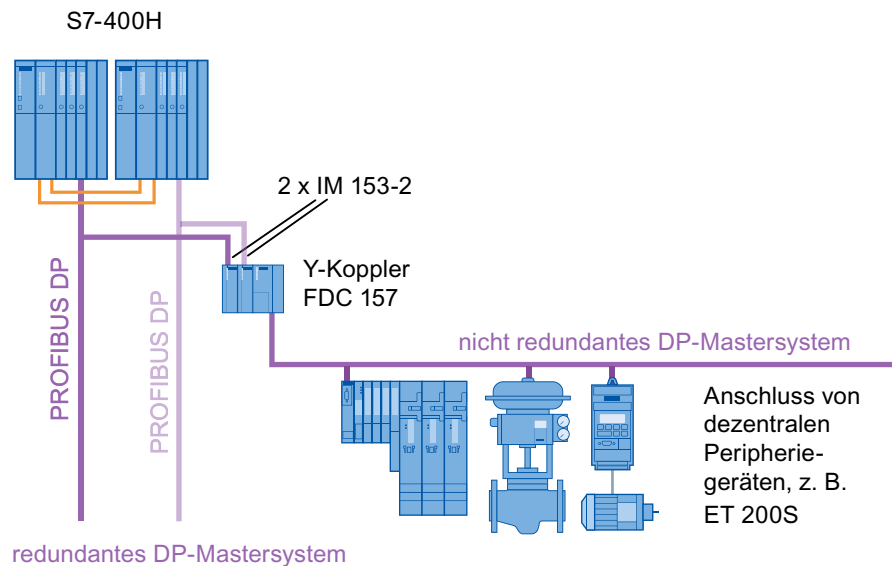 S7-400H
2 x IM 153-2
Y-Koppler
FDC 157
PROFIBUS DP
PROFIBUS DP
nicht redundantes DP-Mastersystem
Anschluss von
dezentralen
Peripherie-
geräten, z. B.
ET 200S
redundantes DP-Mastersystem